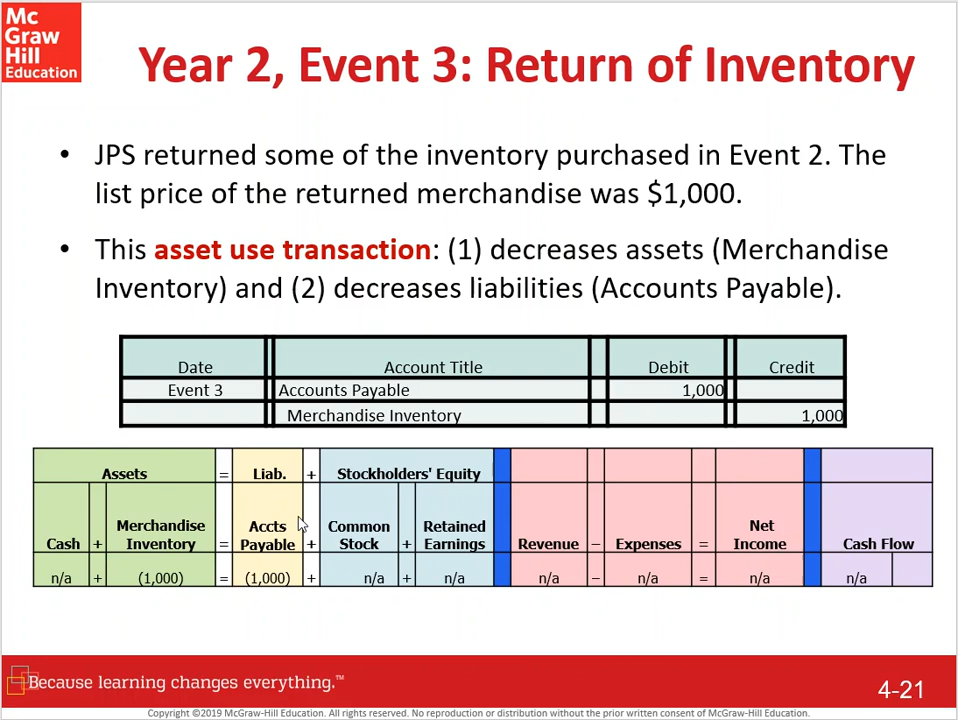 Mc
Graw
Hill
Education
Year 2, Event 3: Return of Inventory
• JPS returned some of the inventory purchased in Event 2. The
list price of the returned merchandise was $1,000.
• This asset use transaction: (1) decreases assets (Merchandise
Inventory) and (2) decreases liabilities (Accounts Payable).
Date Account Title Debit Credit
Event 3 Accounts Payable 1,000
Merchandise Inventory 1,000
Assets = Liab. + Stockholders' Equity
Merchandise Accts Common Retained Net
Cash + Inventory = Payable + Stock + Earnings Revenue – Expenses = Income Cash Flow
n/a + (1,000) = (1,000) + n/a + n/a n/a – n/a = n/a n/a
Because learning changes everything.™
4-21
Copyright ©2019 McGraw-Hill Education. All rights reserved. No reproduction or distribution without the prior written consent of McGraw-Hill Education.